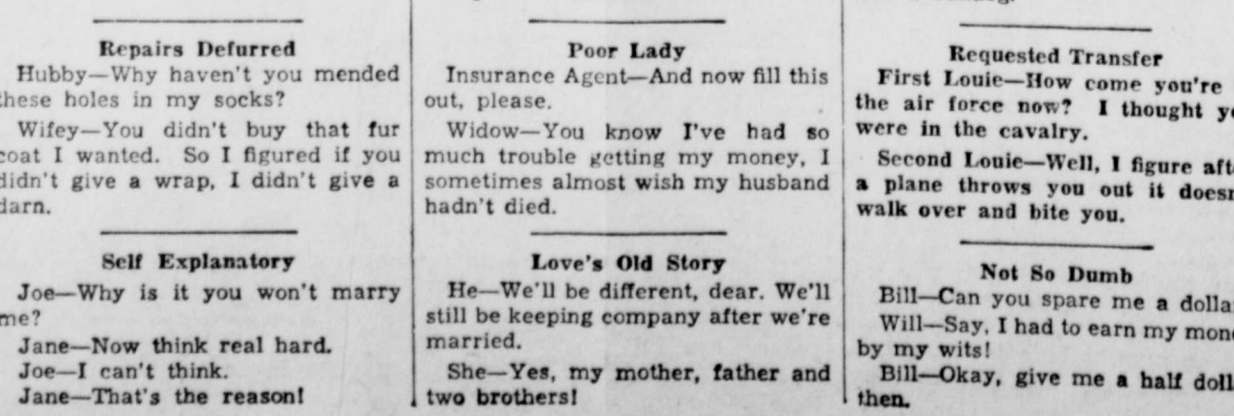 Repairs Defurred
Hubby—Why haven't you mended
these holes in my socks?
Wifey—You didn't buy that fur
coat I wanted. So I figured if you
didn't give a wrap, I didn't give a
darn.
Self Explanatory
Joe—Why is it you won't marry
me?
Jane—Now think real hard.
Joe—I can't think.
Jane—That's the reason!
Poor Lady
Insurance Agent—And now fill this
out, please.
Widow—You know I've had so
much trouble getting my money, I
sometimes almost wish my husband
hadn't died.
Love's Old Story
He—We'll be different, dear. We'll
still be keeping company after we're
married.
She—Yes, my mother, father and
two brothers!
Requested Transfer
First Louie—How come you're
the air force now? I thought
were in the cavalry.
Second Louie—Well, I figure
a plane throws you out it
walk over and bite you.
Not So Dumb
Bill—Can you spare me a
Will—Say, I had to earn my
by my wits!
Bill—Okay, give me a half
then.